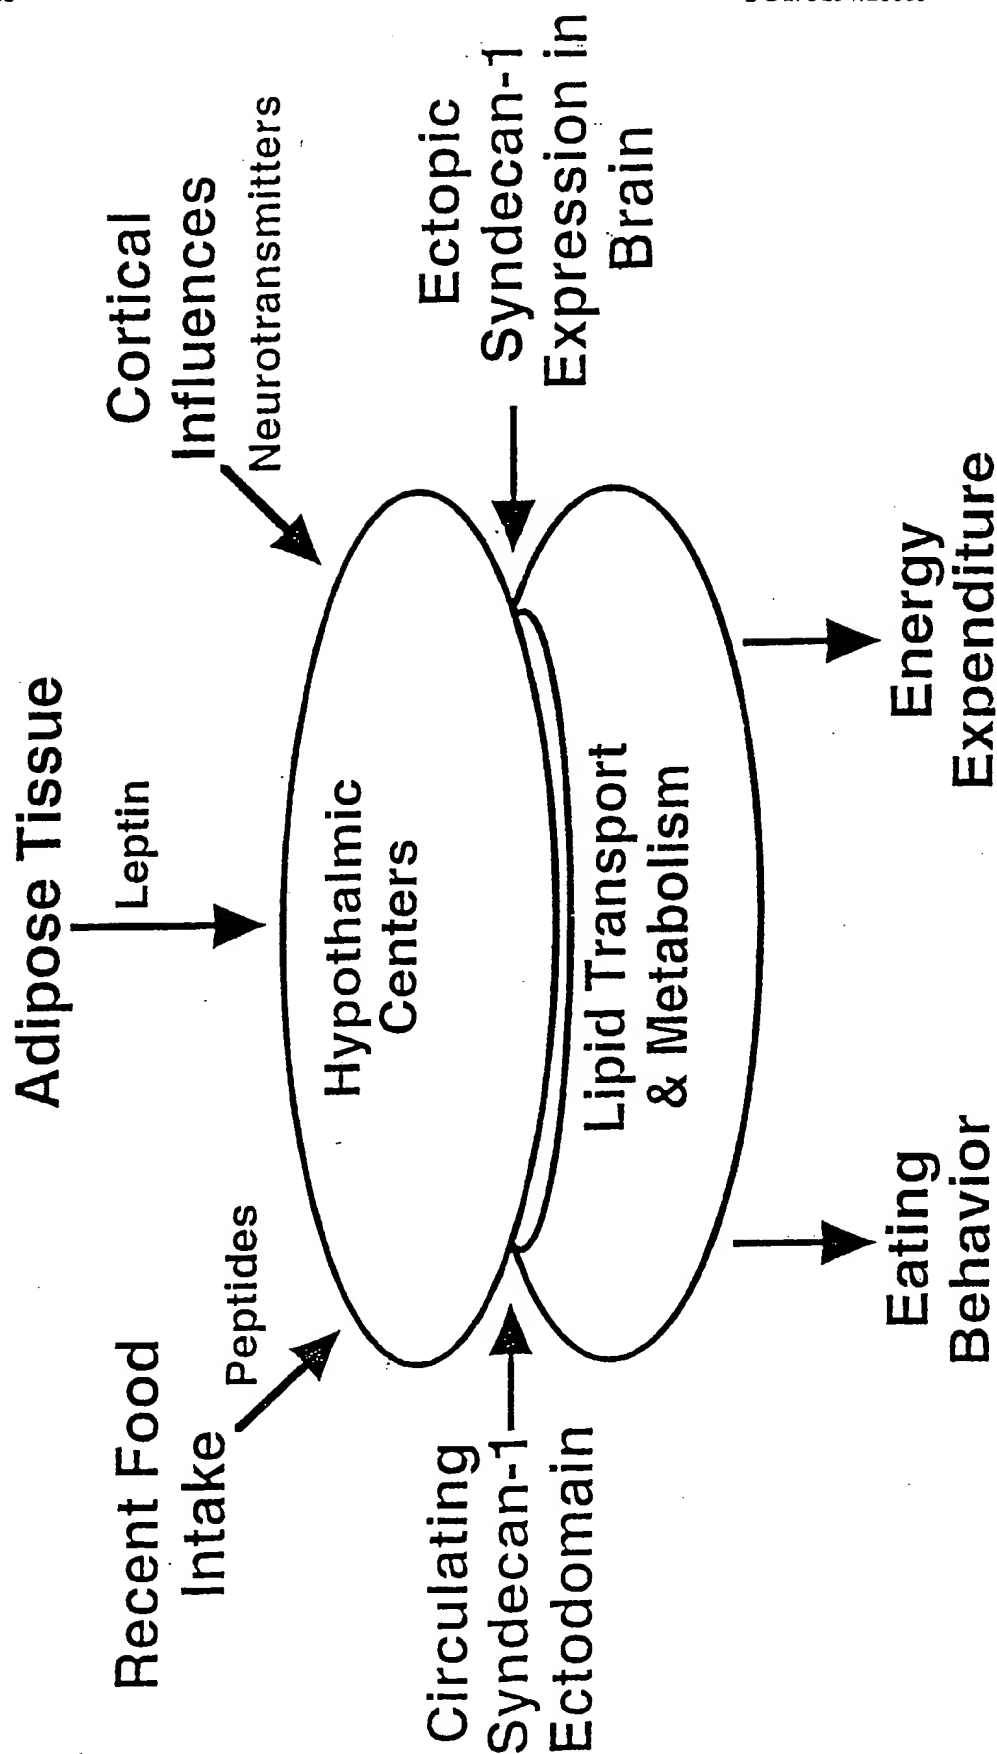 Adipose Tissue
Leptin
Recent Food
Intake
Peptides
Cortical
Influences
Neurotransmitters
Hypothalmic
Centers
Circulating
Syndecan-1
Ectodomain
Ectopic
Syndecan-1
Expression in
Brain
Lipid Transport
& Metabolism
Eating
Behavior
Energy
Expenditure